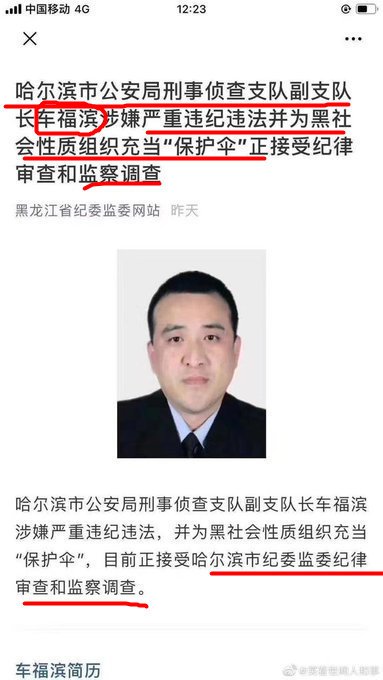 中国移动 4G
12:23
哈尔滨市公安局刑事侦查支队副支队
长车福滨涉嫌严重违纪违法并为黑社
会性质组织充当“保护伞”正接受纪律
审查和监察调查
黑龙江省纪委监委网站 昨天
哈尔滨市公安局刑事侦查支队副支队长车福滨
涉嫌严重违纪违法，并为黑社会性质组织充当
“保护伞”，目前正接受哈尔滨市纪委监委纪律
审查和监察调查。
车福滨简历